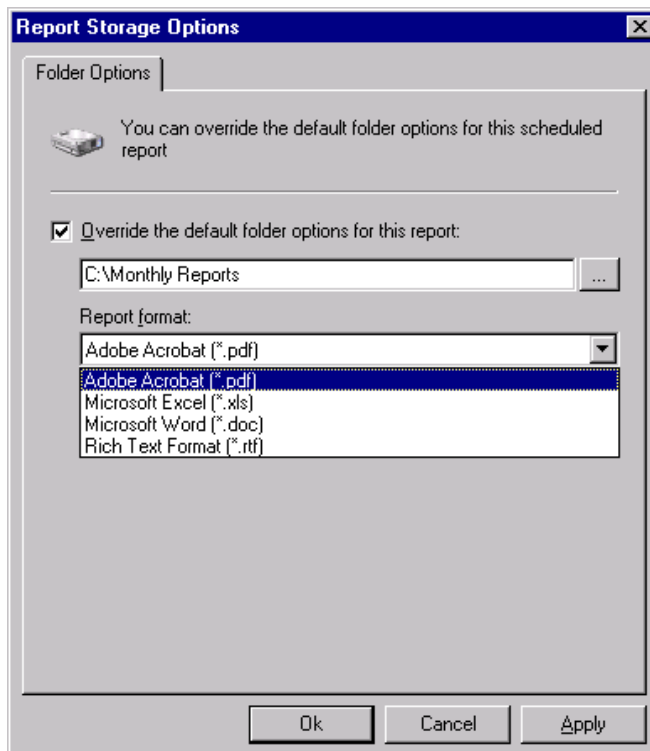 Report Storage Options
Folder Options
You can override the default folder options for this scheduled
report
Override the default folder options for this report:
C:\Monthly Reports
...
Report format:
Adobe Acrobat (*.pdf)
Adobe Acrobat (*.pdf)
Microsoft Excel (*.xls)
Microsoft Word (*.doc)
Rich Text Format (*.rtf)
Ok
Cancel
Apply